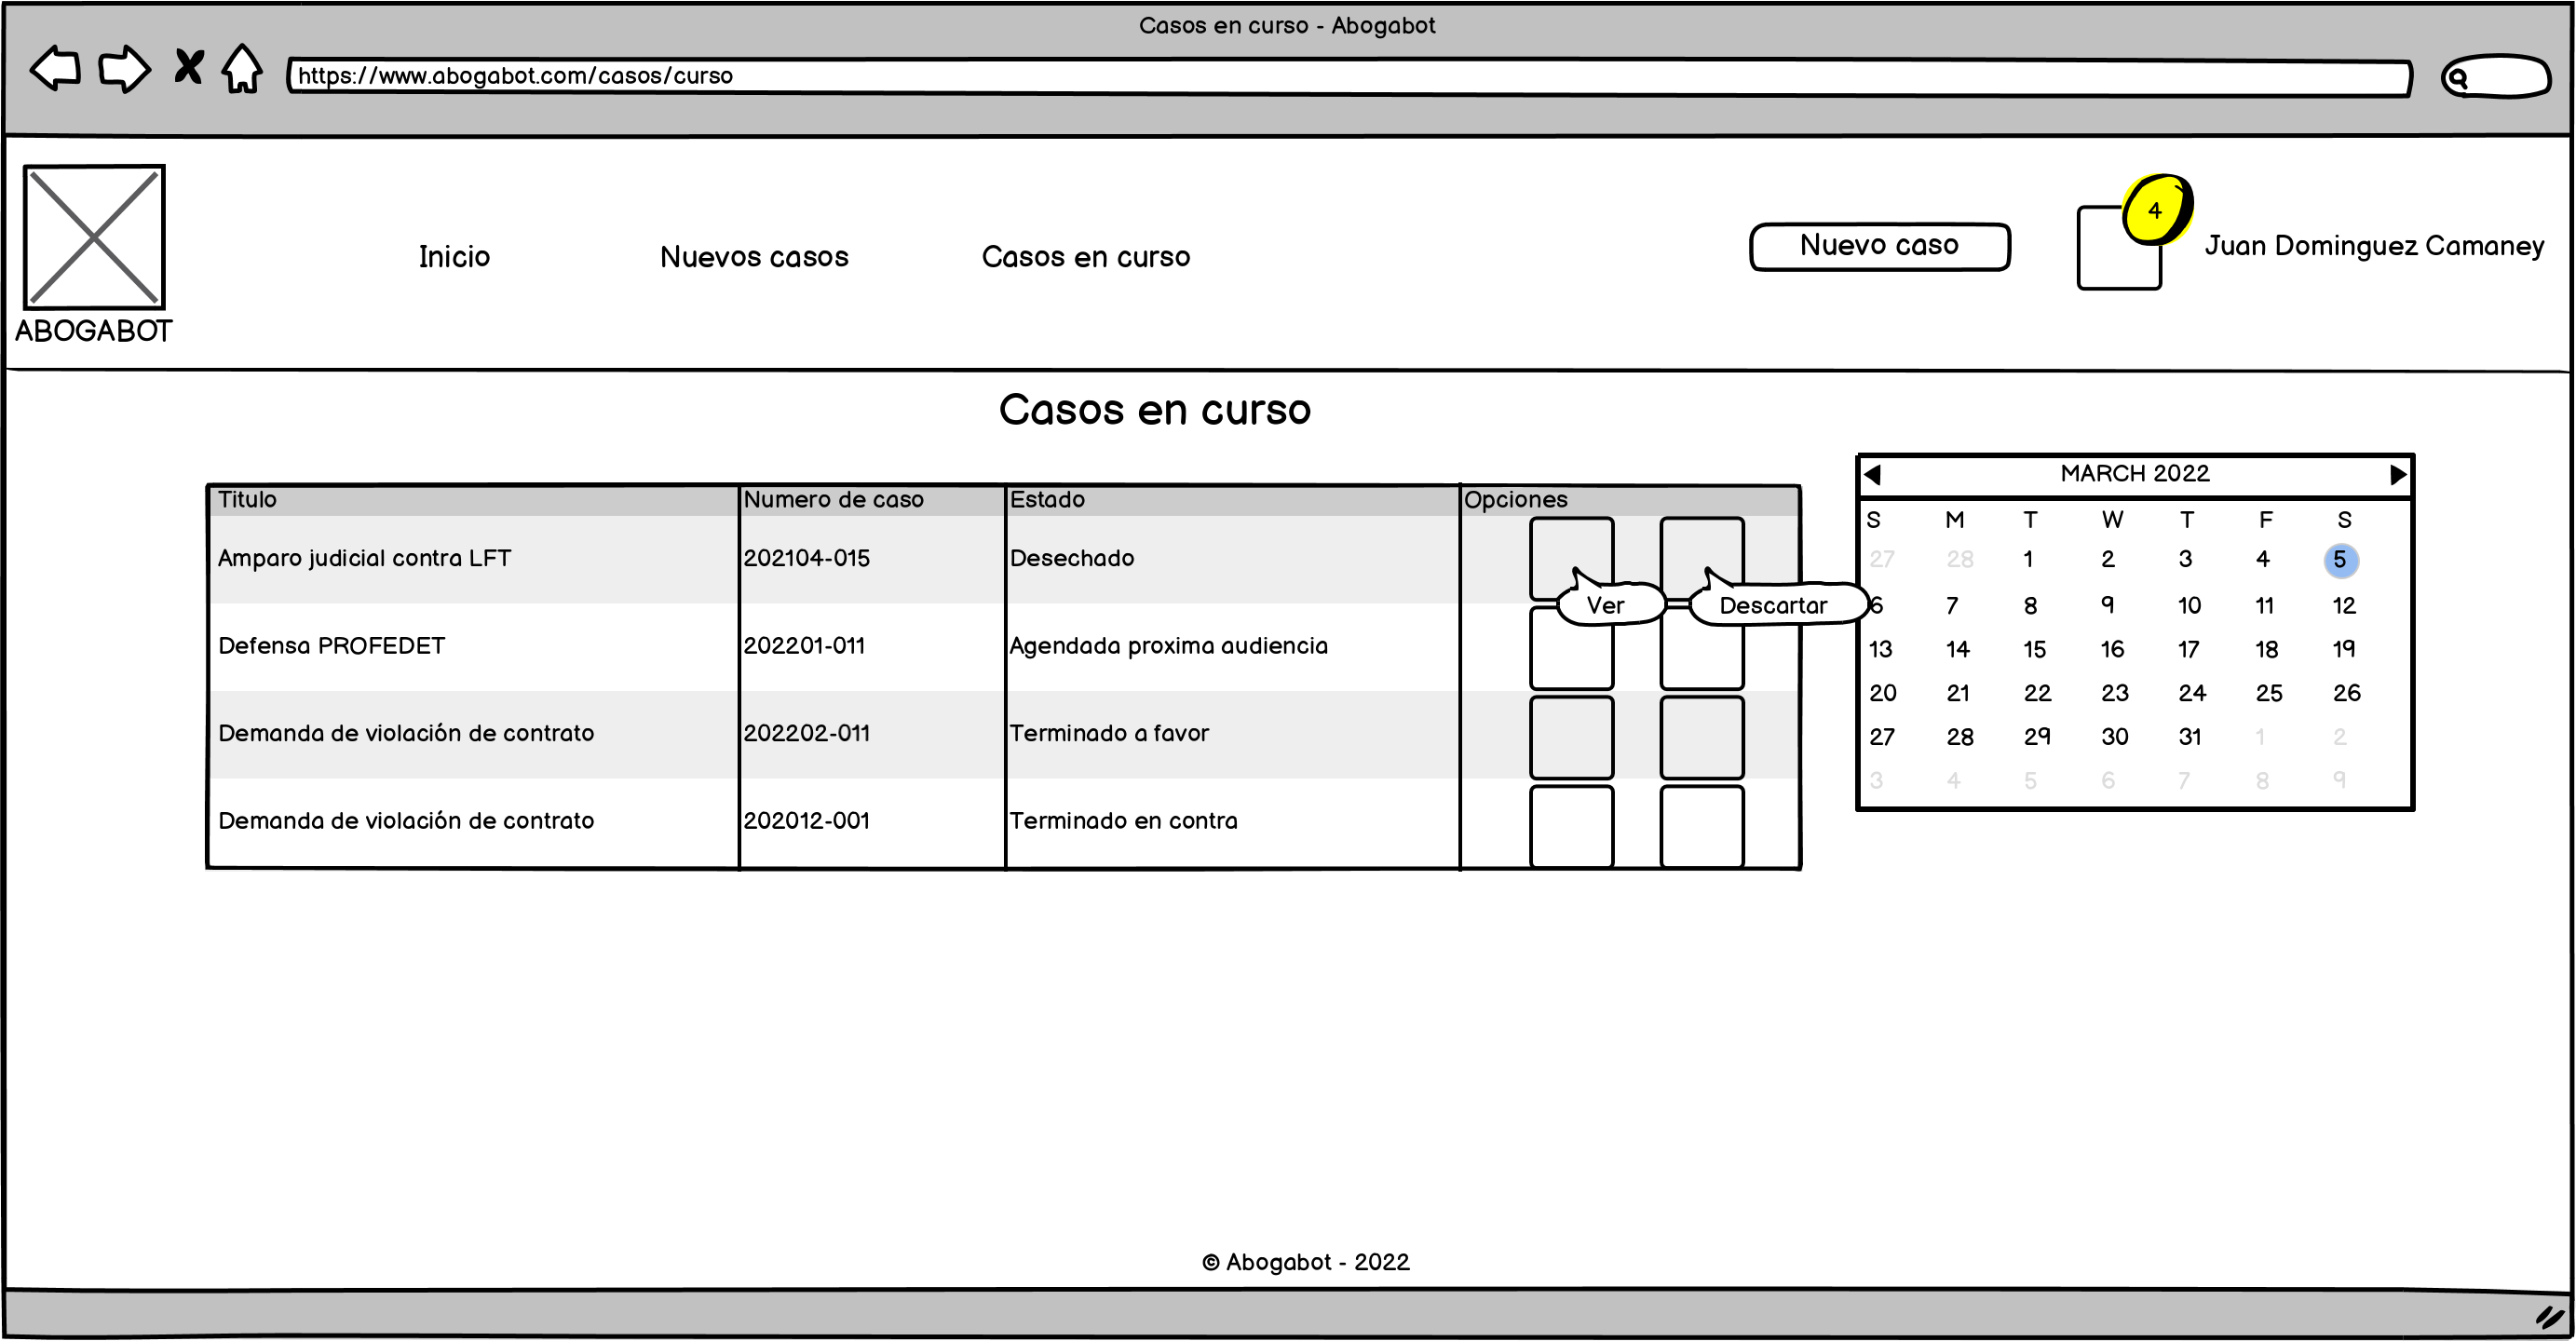 Casos en curso - Abogabot
https://www.abogabot.com/casos/curso
ABOGABOT
Inicio Nuevos casos Casos en curso
Nuevo caso
4
Juan Dominguez Camaney
Casos en curso
Titulo Numero de caso Estado Opciones
Amparo judicial contra LFT 202104-015 Desechado
Ver Descartar
Defensa PROFEDET 202201-011 Agendada proxima audiencia
Demanda de violación de contrato 202202-011 Terminado a favor
Demanda de violación de contrato 202012-001 Terminado en contra
MARCH 2022
S M T W T F S
27 28 1 2 3 4 5
6 7 8 9 10 11 12
13 14 15 16 17 18 19
20 21 22 23 24 25 26
27 28 29 30 31 1 2
3 4 5 6 7 8 9
© Abogabot - 2022